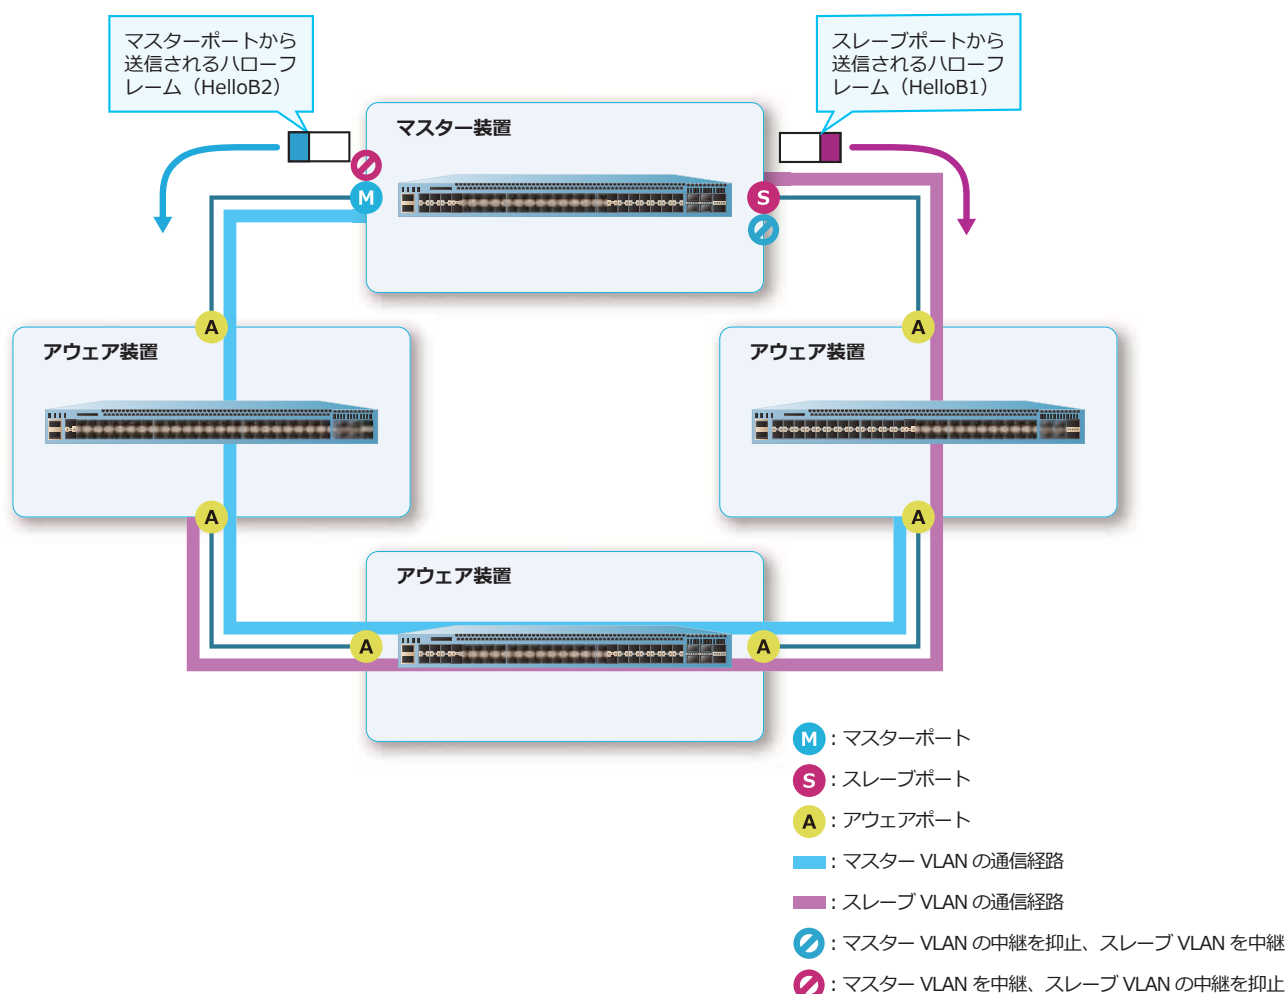 マスターポートから
送信されるハローフ
レーム（HelloB2）
スレーブポートから
送信されるハローフ
レーム（HelloB1）
マスター装置
M
S
A
A
アウェア装置
アウェア装置
A
A
アウェア装置
A
A
M：マスターポート
S：スレーブポート
A：アウェアポート
：マスター VLAN の通信経路
：スレーブ VLAN の通信経路
：マスター VLAN の中継を抑止、スレーブ VLAN を中継
：マスター VLAN を中継、スレーブ VLAN の中継を抑止